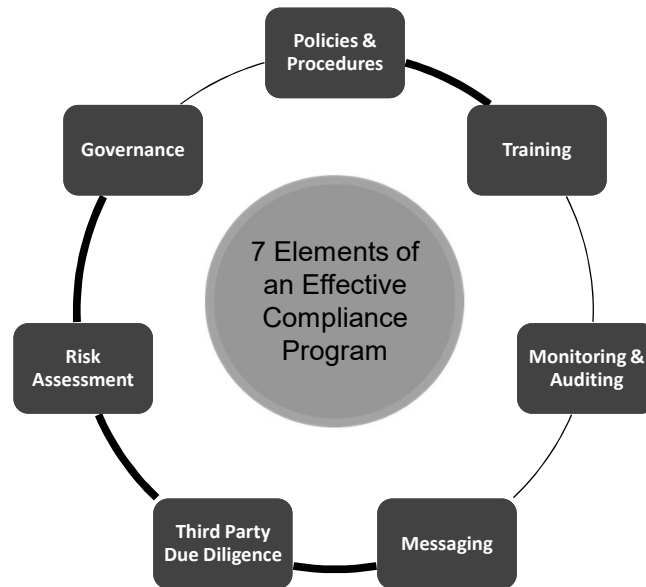 Policies &
Procedures
Governance
Training
7 Elements of
an Effective
Compliance
Program
Risk
Assessment
Monitoring &
Auditing
Third Party
Due Diligence
Messaging